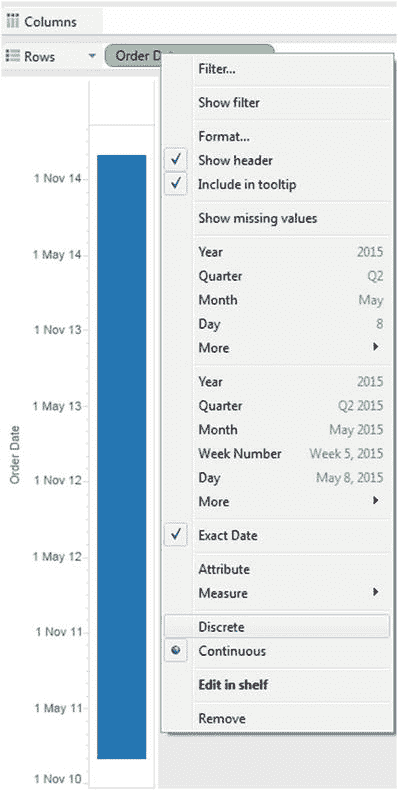 Columns
Rows
Order D
Filter...
Show filter
Format...
Show header
Include in tooltip
Show missing values
Year 2015
Quarter Q2
Month May
Day 8
More
Year 2015
Quarter Q2 2015
Month May 2015
Week Number Week 5, 2015
Day May 8, 2015
More
Exact Date
Attribute
Measure
Discrete
Continuous
Edit in shelf
Remove
Order Date
1 Nov 14
1 May 14
1 Nov 13
1 May 13
1 Nov 12
1 May 12
1 Nov 11
1 May 11
1 Nov 10